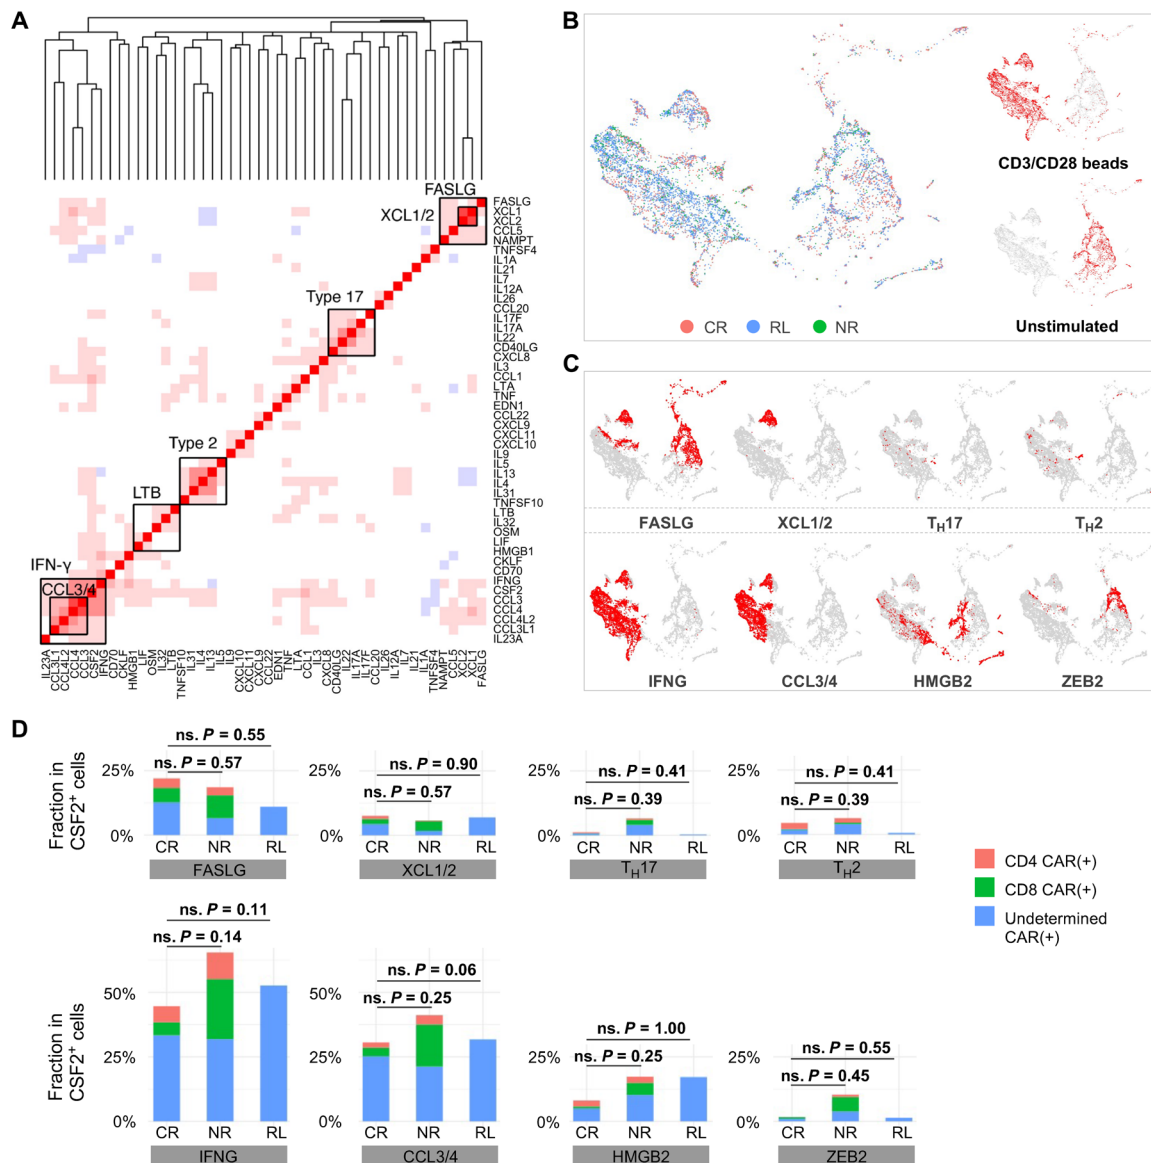 A
FASLG
XCL1/2
Type 17
Type 2
LTB
IFN-γ
CCL3/4
FASLG
XCL1
XCL2
CCL5
NAMPT
TNFSF4
IL1A
IL21
IL7
IL12A
IL26
CCL20
IL17F
IL17A
IL22
CD40LG
CXCL8
IL3
CCL1
LTA
TNF
EDN1
CCL22
CXCL9
CXCL11
CXCL10
IL9
IL5
IL13
IL4
IL31
TNFSF10
LTB
IL32
OSM
LIF
HMGB1
CKLF
CD70
IFNG
CSF2
CCL3
CCL4
CCL4L2
CCL3L1
IL23A
IL23A
CCL3L1
CCL4L2
CCL4
CCL3
CSF2
IFNG
CD70
CKLF
HMGB1
LIF
OSM
IL32
LTB
TNFSF10
IL31
IL4
IL13
IL5
IL9
CXCL10
CXCL11
CXCL9
CCL22
EDN1
TNF
LTA
CCL1
IL3
CXCL8
CD40LG
IL22
IL17A
IL17F
CCL20
IL26
IL12A
IL7
IL21
IL1A
TNFSF4
NAMPT
CCL5
XCL2
XCL1
FASLG
B
CD3/CD28 beads
Unstimulated
CR RL NR
C
FASLG XCL1/2 TH17 TH2
IFNG CCL3/4 HMGB2 ZEB2
D
Fraction in
CSF2+ cells
25%
0%
ns. P = 0.55
ns. P = 0.57
CR NR RL
FASLG
25%
0%
ns. P = 0.90
ns. P = 0.57
CR NR RL
XCL1/2
25%
0%
ns. P = 0.41
ns. P = 0.39
CR NR RL
TH17
25%
0%
ns. P = 0.41
ns. P = 0.39
CR NR RL
TH2
CD4 CAR(+)
CD8 CAR(+)
Undetermined
CAR(+)
Fraction in
CSF2+ cells
50%
25%
0%
ns. P = 0.11
ns. P = 0.14
CR NR RL
IFNG
50%
25%
0%
ns. P = 0.06
ns. P = 0.25
CR NR RL
CCL3/4
25%
0%
ns. P = 1.00
ns. P = 0.25
CR NR RL
HMGB2
25%
0%
ns. P = 0.55
ns. P = 0.45
CR NR RL
ZEB2